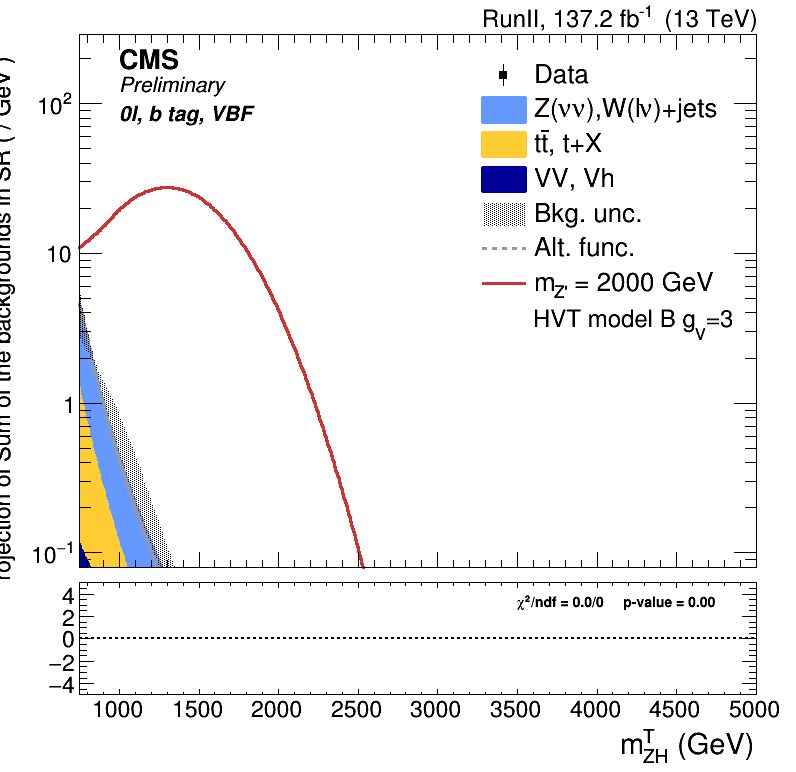 RunII, 137.2 fb⁻¹ (13 TeV)
CMS
Preliminary
0l, b tag, VBF
Data
Z(νν),W(lν)+jets
tt̄, t+X
VV, Vh
Bkg. unc.
Alt. func.
m_Z' = 2000 GeV
HVT model B g_V=3
of Sum of the backgrounds in SR ( / GeV )
10²
10
1
10⁻¹
χ²/ndf = 0.0/0 p-value = 0.00
4
2
0
−2
−4
1000 1500 2000 2500 3000 3500 4000 4500 5000
m^T_ZH (GeV)